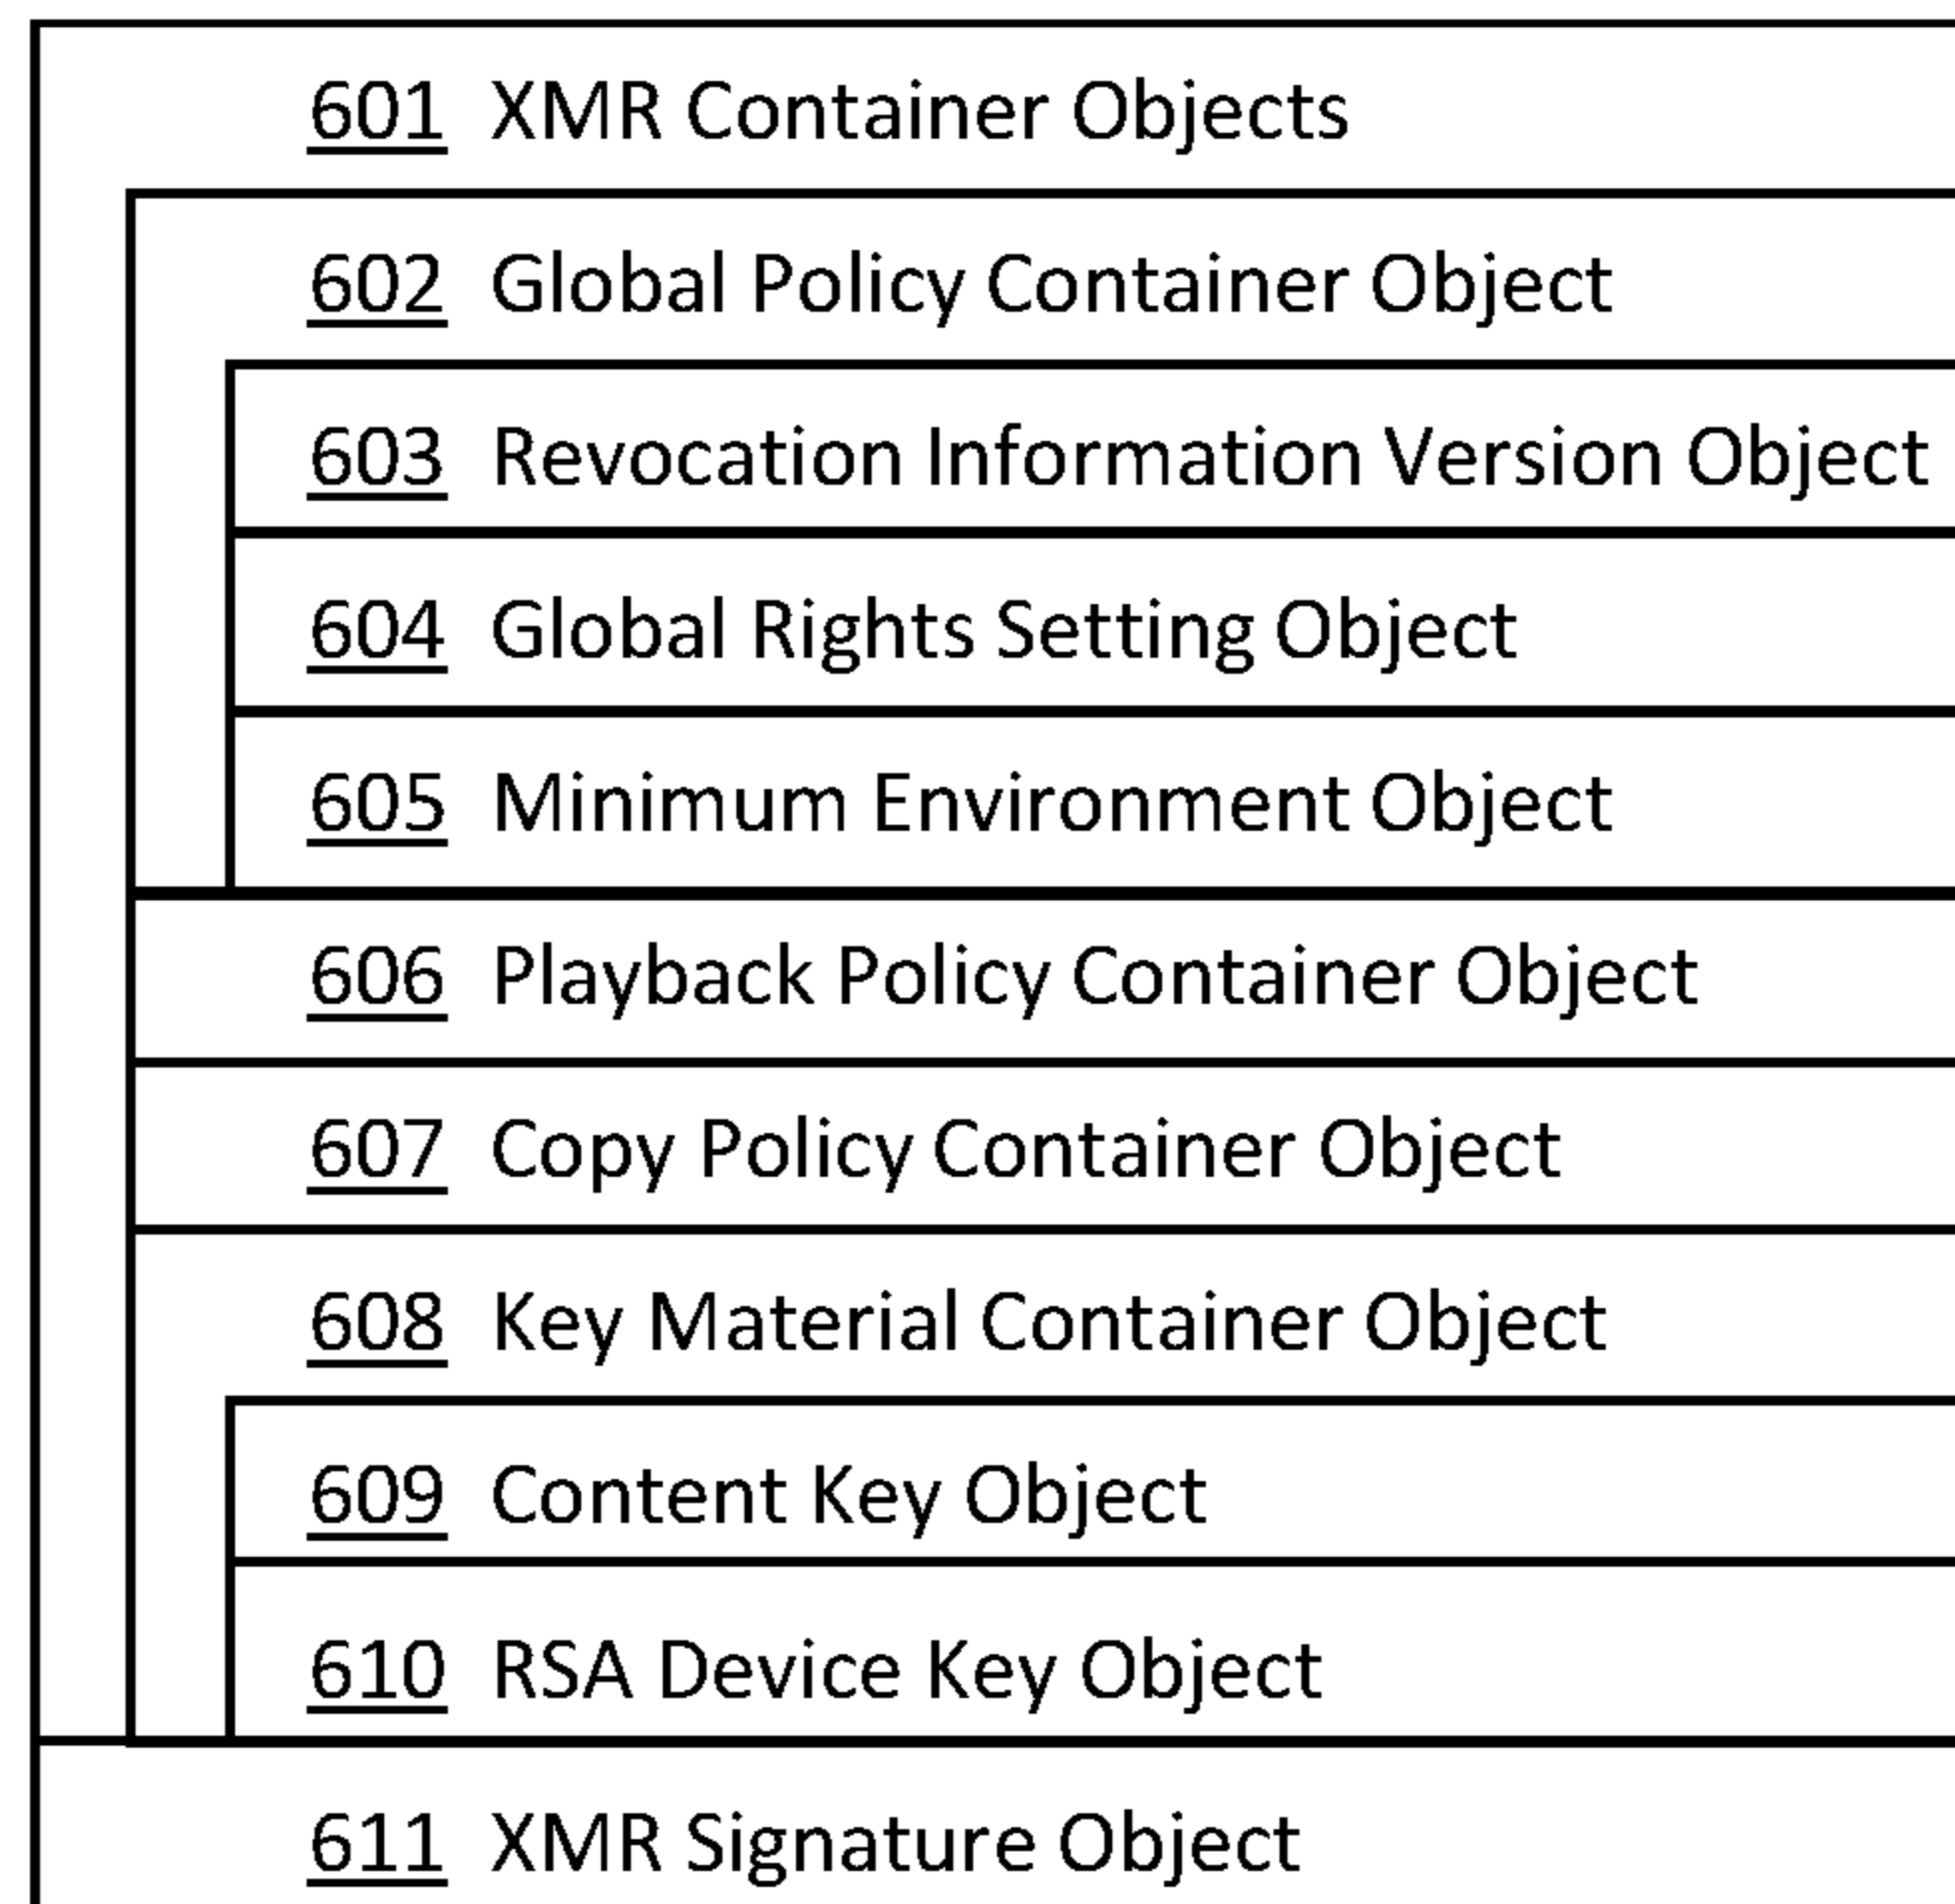 601 XMR Container Objects
602 Global Policy Container Object
603 Revocation Information Version Object
604 Global Rights Setting Object
605 Minimum Environment Object
606 Playback Policy Container Object
607 Copy Policy Container Object
608 Key Material Container Object
609 Content Key Object
610 RSA Device Key Object
611 XMR Signature Object